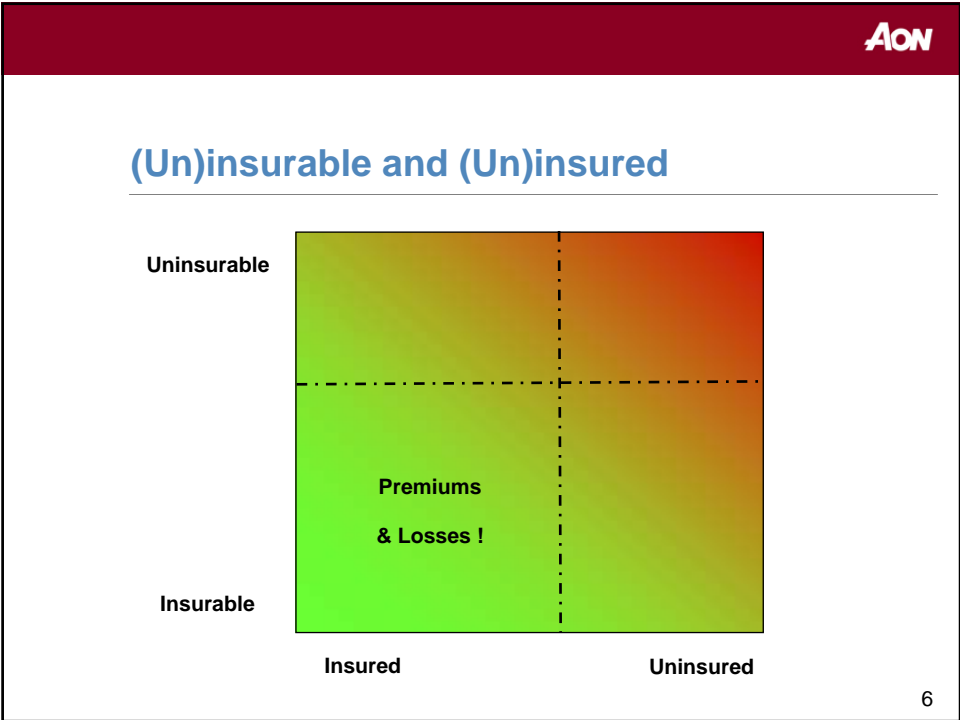 AON
(Un)insurable and (Un)insured
Uninsurable
Premiums
& Losses !
Insurable
Insured
Uninsured
6